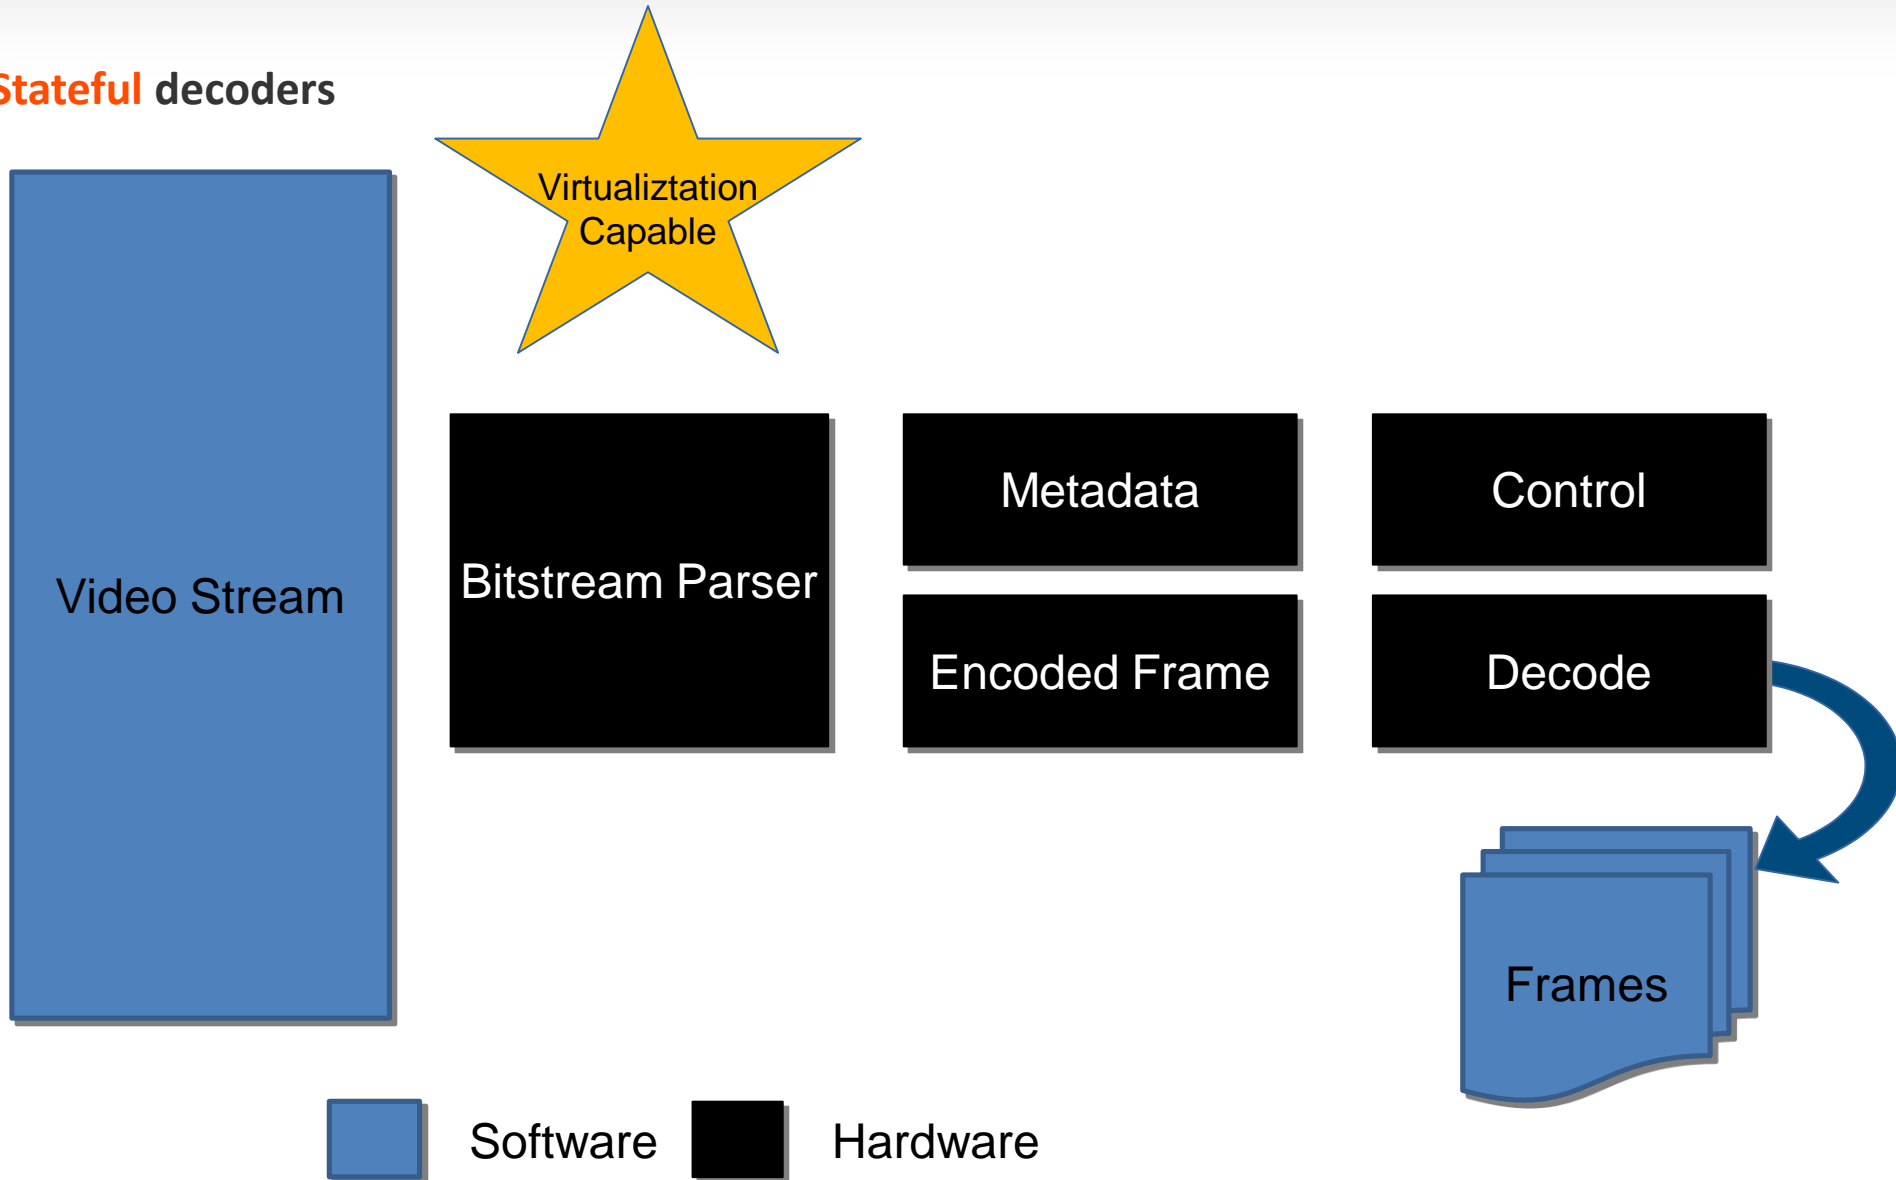 Stateful decoders
Virtualiztation
Capable
Video Stream
Bitstream Parser
Metadata
Control
Encoded Frame
Decode
Frames
Software
Hardware